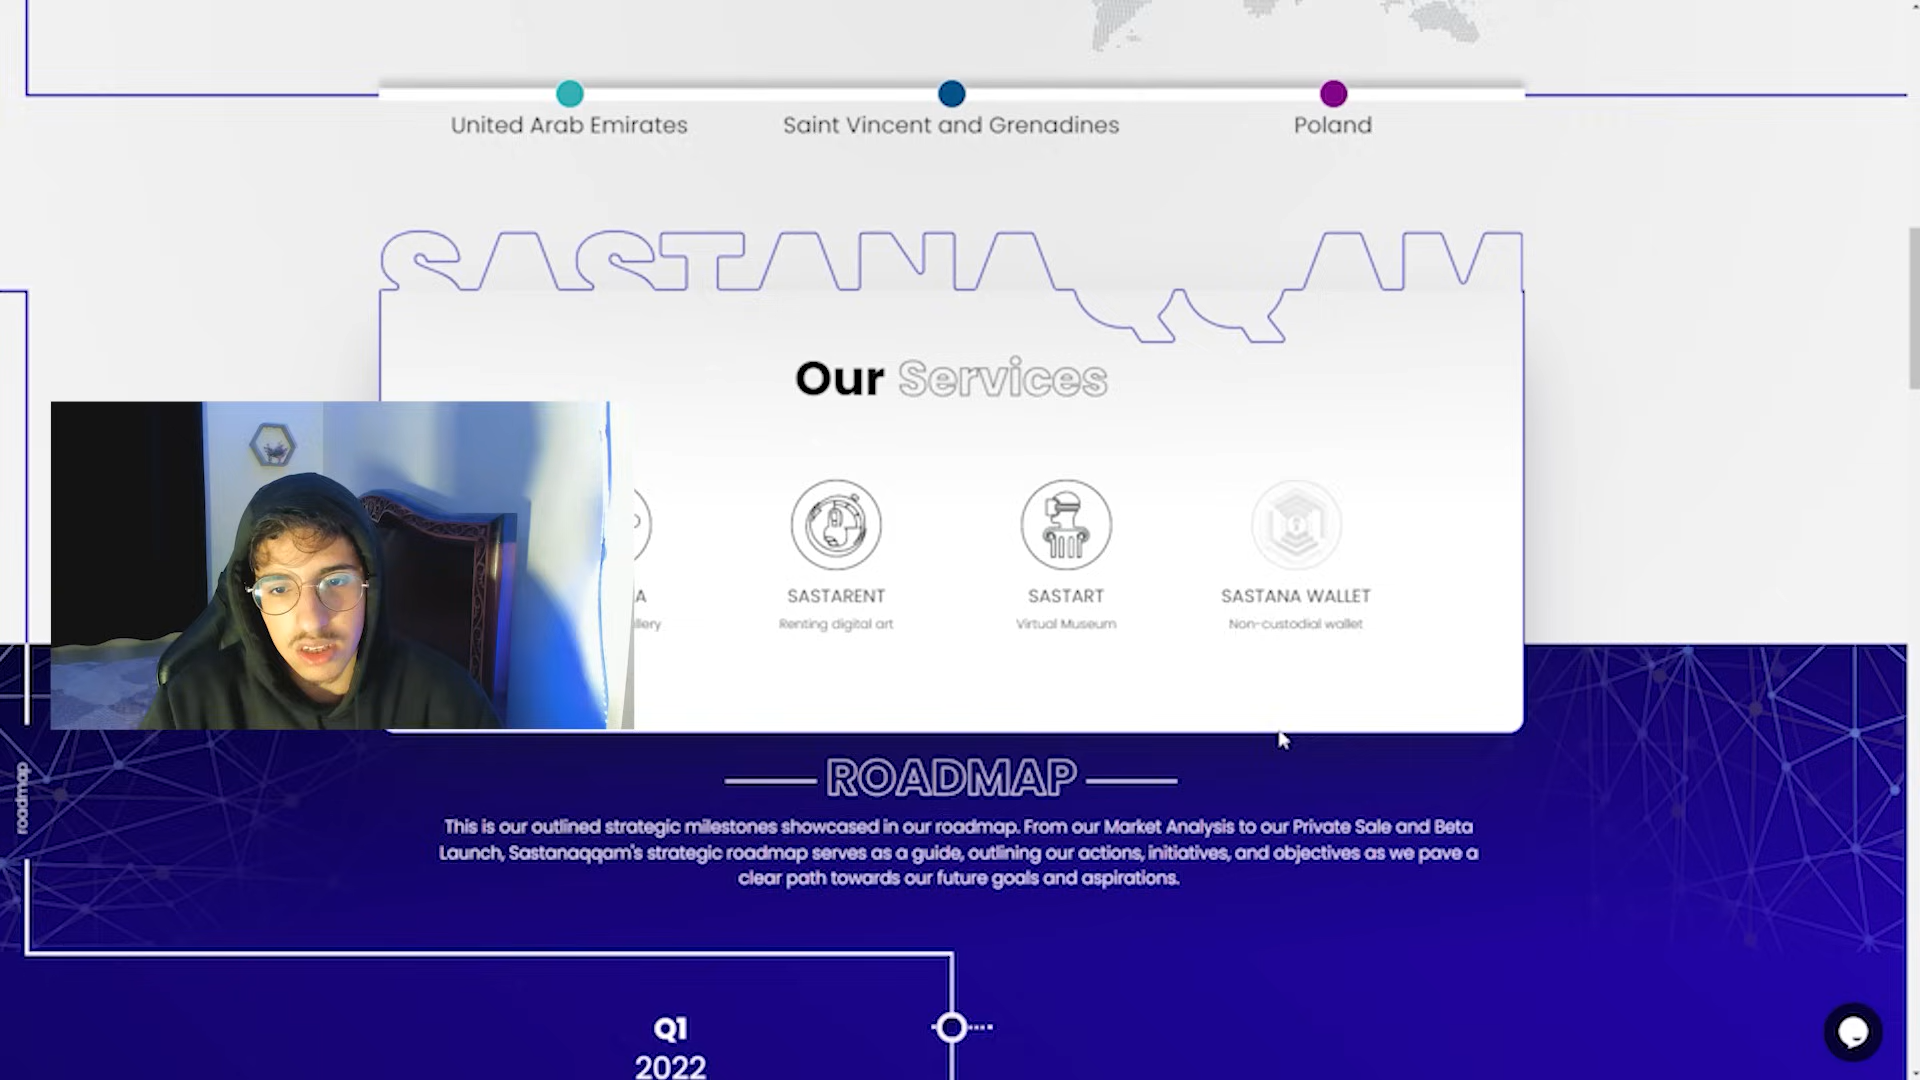 United Arab Emirates
Saint Vincent and Grenadines
Poland
SASTANAQQAM
Our Services
SASTARENT
Renting digital art
SASTART
Virtual Museum
SASTANA WALLET
Non-custodial wallet
roadmap
ROADMAP
This is our outlined strategic milestones showcased in our roadmap. From our Market Analysis to our Private Sale and Beta
Launch, Sastanaqqam's strategic roadmap serves as a guide, outlining our actions, initiatives, and objectives as we pave a
clear path towards our future goals and aspirations.
Q1
2022